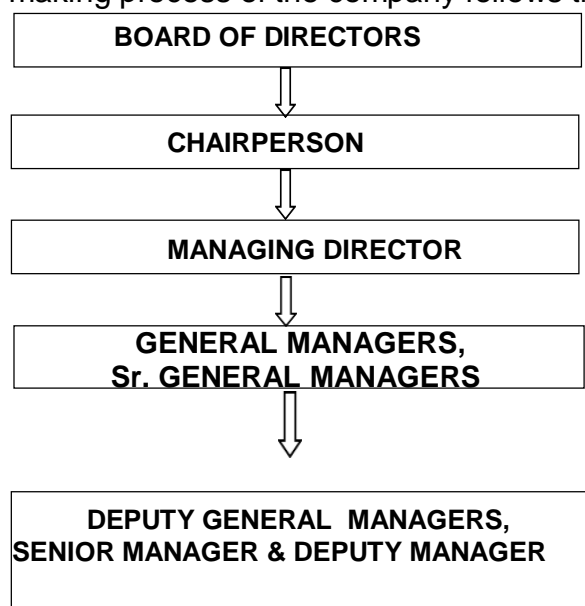 making process of the company follows t
BOARD OF DIRECTORS
CHAIRPERSON
MANAGING DIRECTOR
GENERAL MANAGERS,
Sr. GENERAL MANAGERS
DEPUTY GENERAL MANAGERS,
SENIOR MANAGER & DEPUTY MANAGER